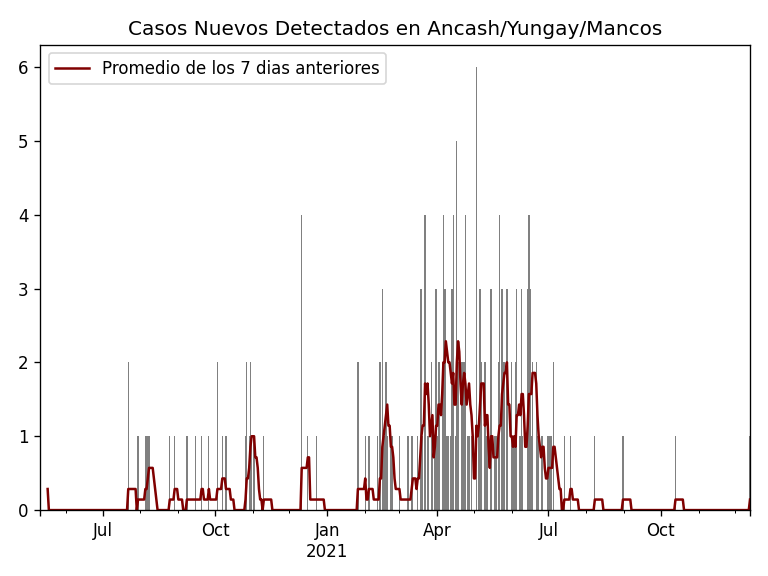 Casos Nuevos Detectados en Ancash/Yungay/Mancos
Promedio de los 7 dias anteriores
6
5
4
3
2
1
0
Jul
Oct
Jan
2021
Apr
Jul
Oct